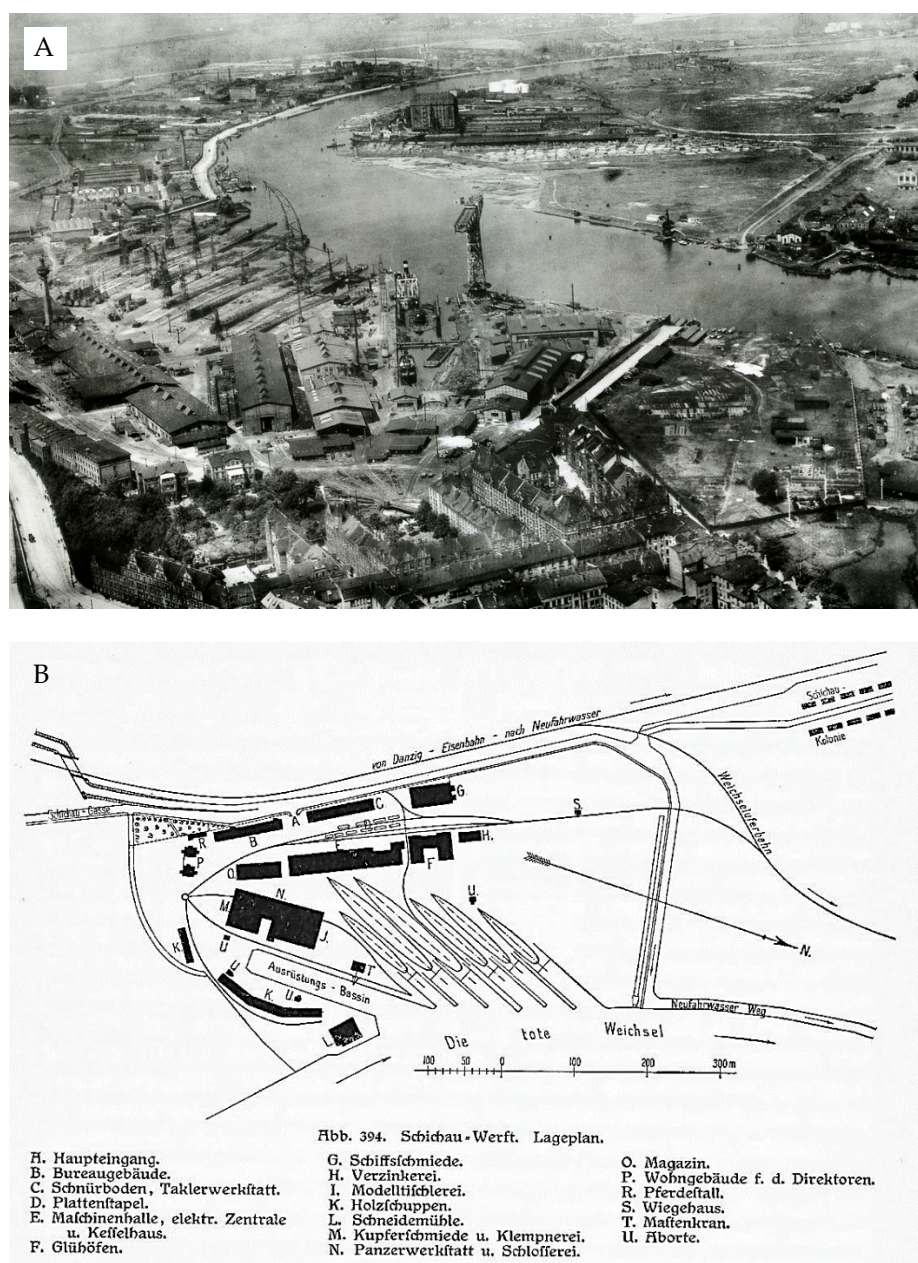 A
B
Schichau-
Kolonie
von Danzig - Eisenbahn - nach Neufahrwasser
Weichseluferbahn
Schichau-Gasse
A
C
G.
S.
R
B
D
E
H.
P
O.
F
N.
M
J.
U.
N.
K
U
U
T
Ausrüstungs-Bassin
K.
U.
L
Neufahrwasser Weg
Die tote Weichsel
100 50 0 100 200 300 m
Abb. 394. Schichau-Werft. Lageplan.
A. Haupteingang.
B. Bureaugebäude.
C. Schnürboden, Taklerwerkſtatt.
D. Plattenſtapel.
E. Maſchinenhalle, elektr. Zentrale
u. Keſſelhaus.
F. Glühöfen.
G. Schiffsſchmiede.
H. Verzinkerei.
I. Modelltiſchlerei.
K. Holzſchuppen.
L. Schneidemühle.
M. Kupferſchmiede u. Klempnerei.
N. Panzerwerkſtatt u. Schloſſerei.
O. Magazin.
P. Wohngebäude f. d. Direktoren.
R. Pferdeſtall.
S. Wiegehaus.
T. Maſtenkran.
U. Aborte.